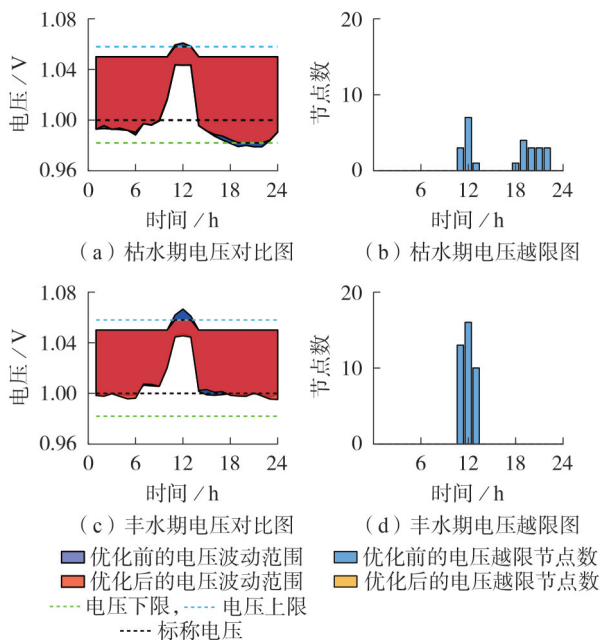 1.08
1.04
1.00
0.96
电压 / V
0 6 12 18 24
时间 / h
（a）枯水期电压对比图
20
10
0
节点数
6 12 18 24
时间 / h
（b）枯水期电压越限图
1.08
1.04
1.00
0.96
电压 / V
0 6 12 18 24
时间 / h
（c）丰水期电压对比图
20
10
0
节点数
6 12 18 24
时间 / h
（d）丰水期电压越限图
优化前的电压波动范围
优化后的电压波动范围
电压下限, 电压上限
标称电压
优化前的电压越限节点数
优化后的电压越限节点数